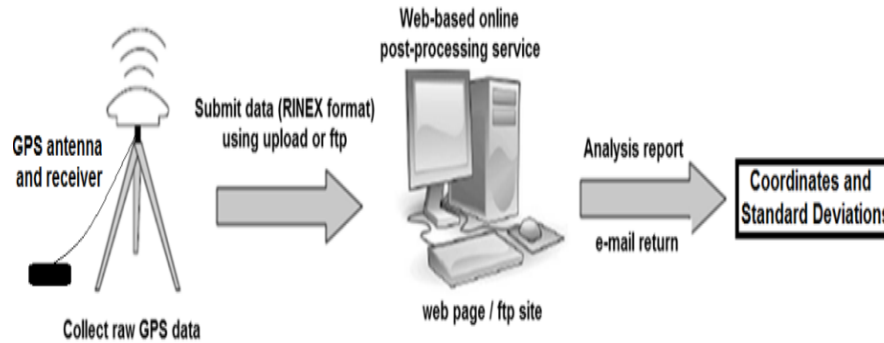 GPS antenna
and receiver
Collect raw GPS data
Submit data (RINEX format)
using upload or ftp
Web-based online
post-processing service
web page / ftp site
Analysis report
e-mail return
Coordinates and
Standard Deviations